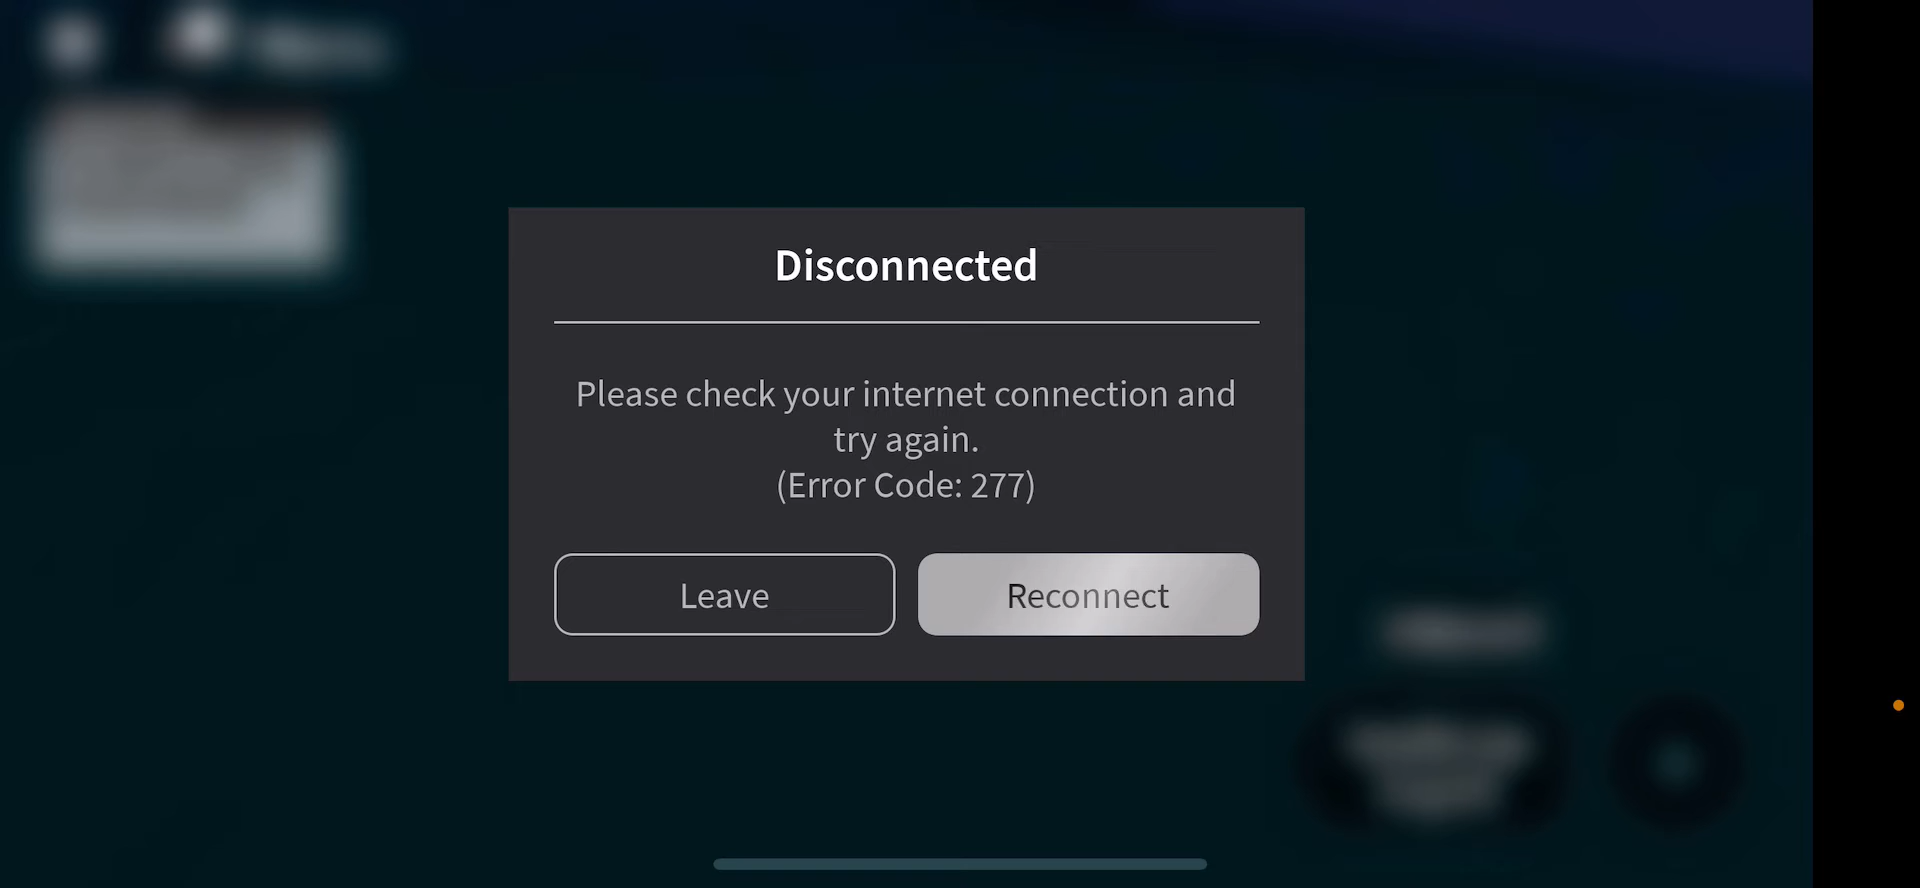 Disconnected
Please check your internet connection and
try again.
(Error Code: 277)
Leave
Reconnect